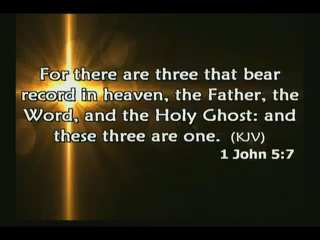 For there are three that bear
record in heaven, the Father, the
Word, and the Holy Ghost: and
these three are one. (KJV)
1 John 5:7